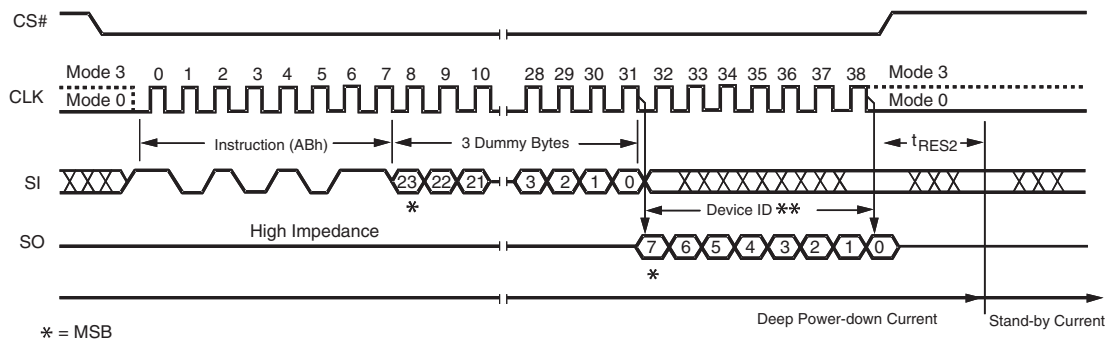 CS#
Mode 3 0 1 2 3 4 5 6 7 8 9 10 28 29 30 31 32 33 34 35 36 37 38 Mode 3
CLK Mode 0 Mode 0
Instruction (ABh) 3 Dummy Bytes tRES2
SI 23 22 21 3 2 1 0
* Device ID **
High Impedance
SO 7 6 5 4 3 2 1 0
*
Deep Power-down Current Stand-by Current
* = MSB